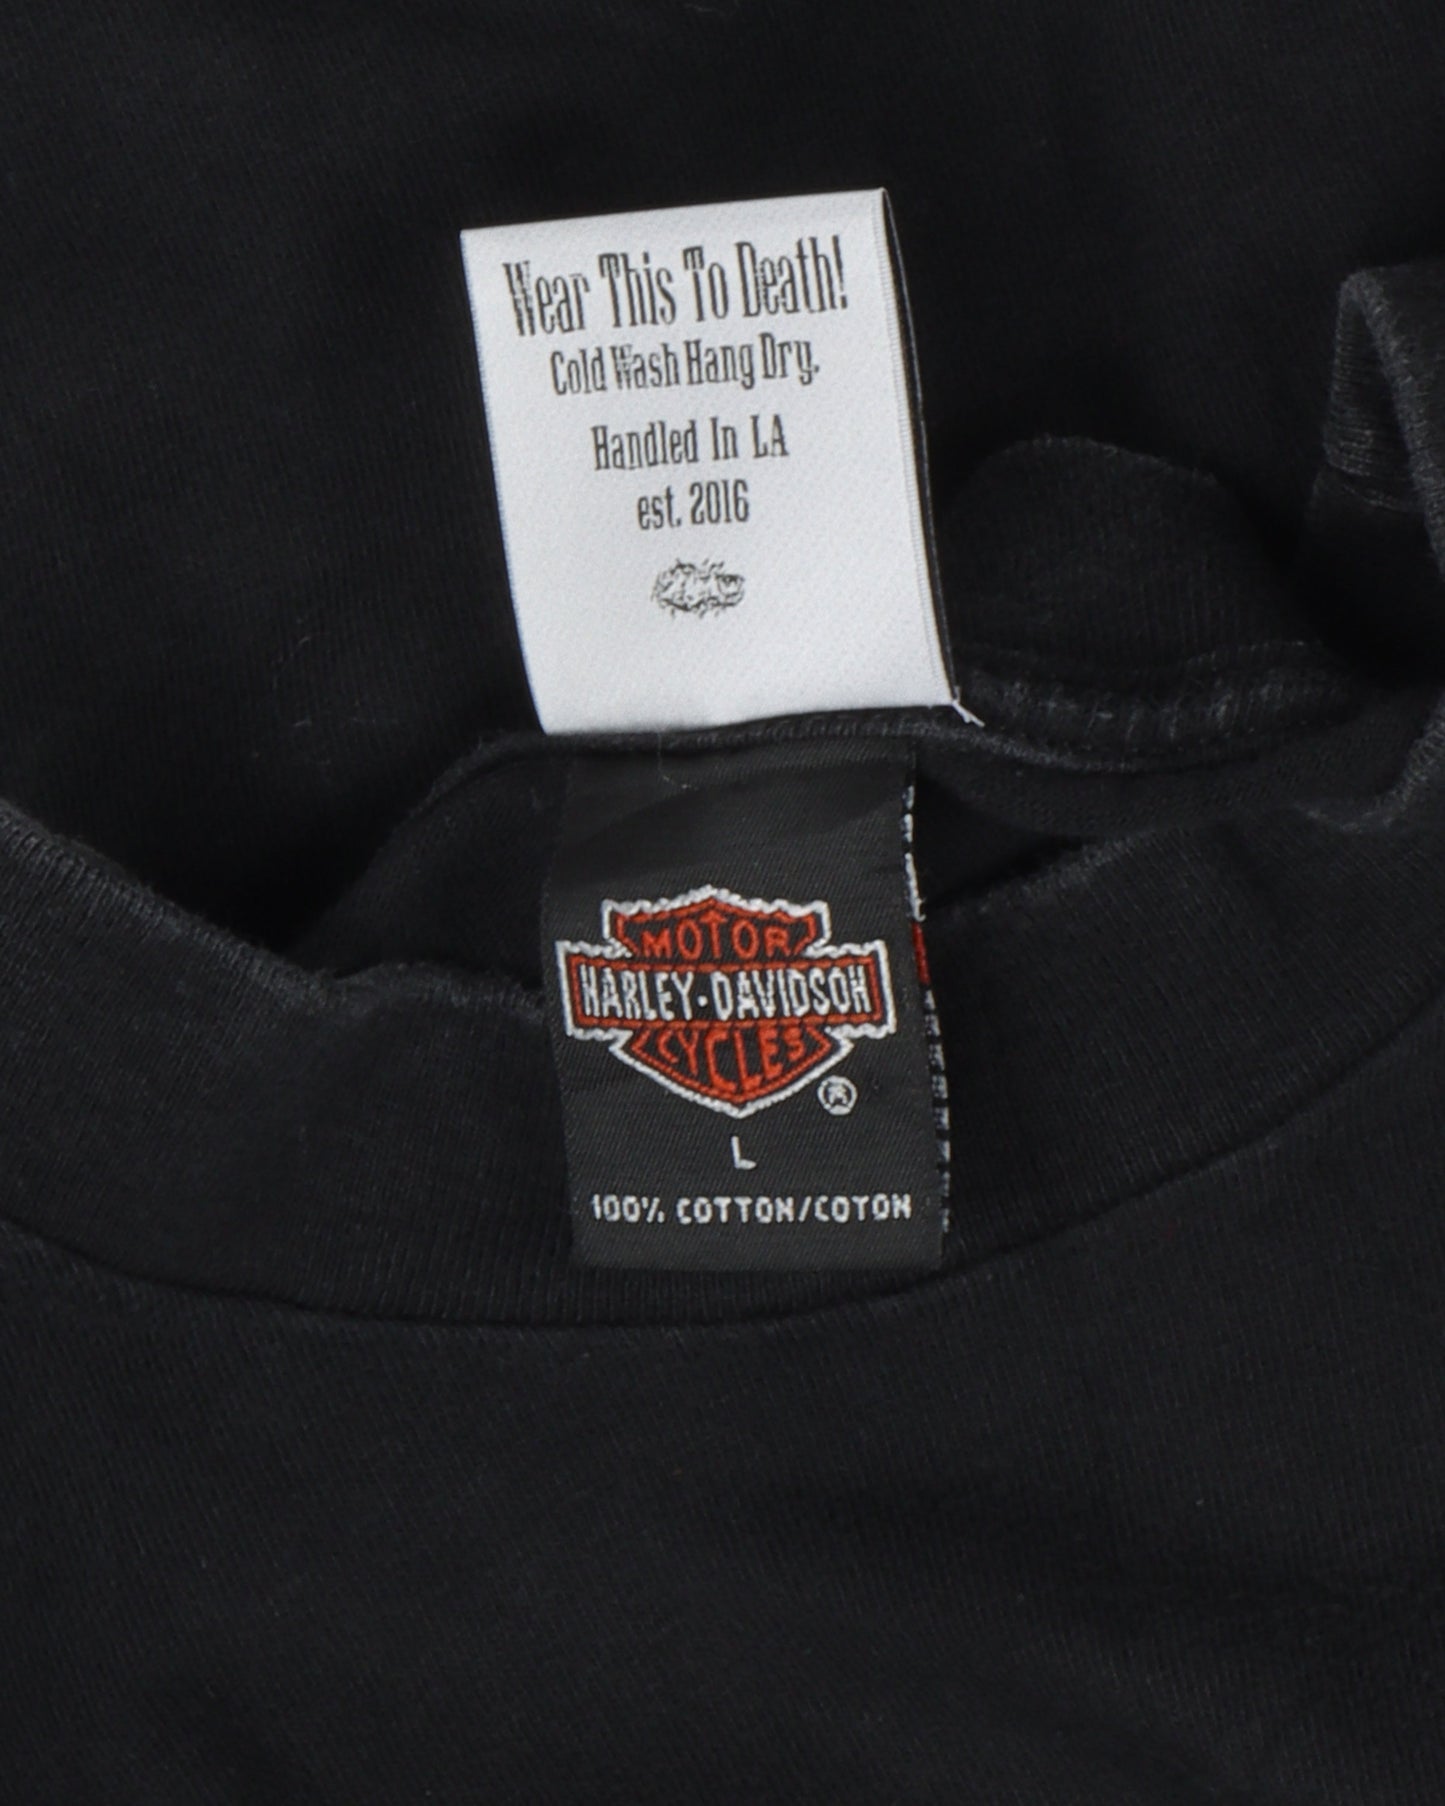 Wear This To Death!
Cold Wash Hang Dry.
Handled In LA
est. 2016
MOTOR
HARLEY-DAVIDSON
CYCLES
®
L
100% COTTON/COTON